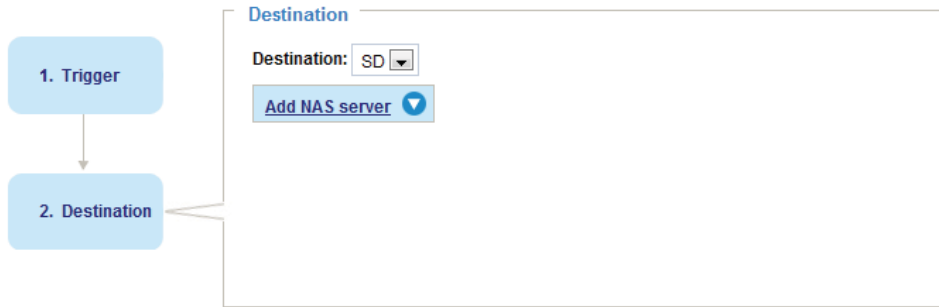 Destination
Destination: SD
1. Trigger
Add NAS server
2. Destination